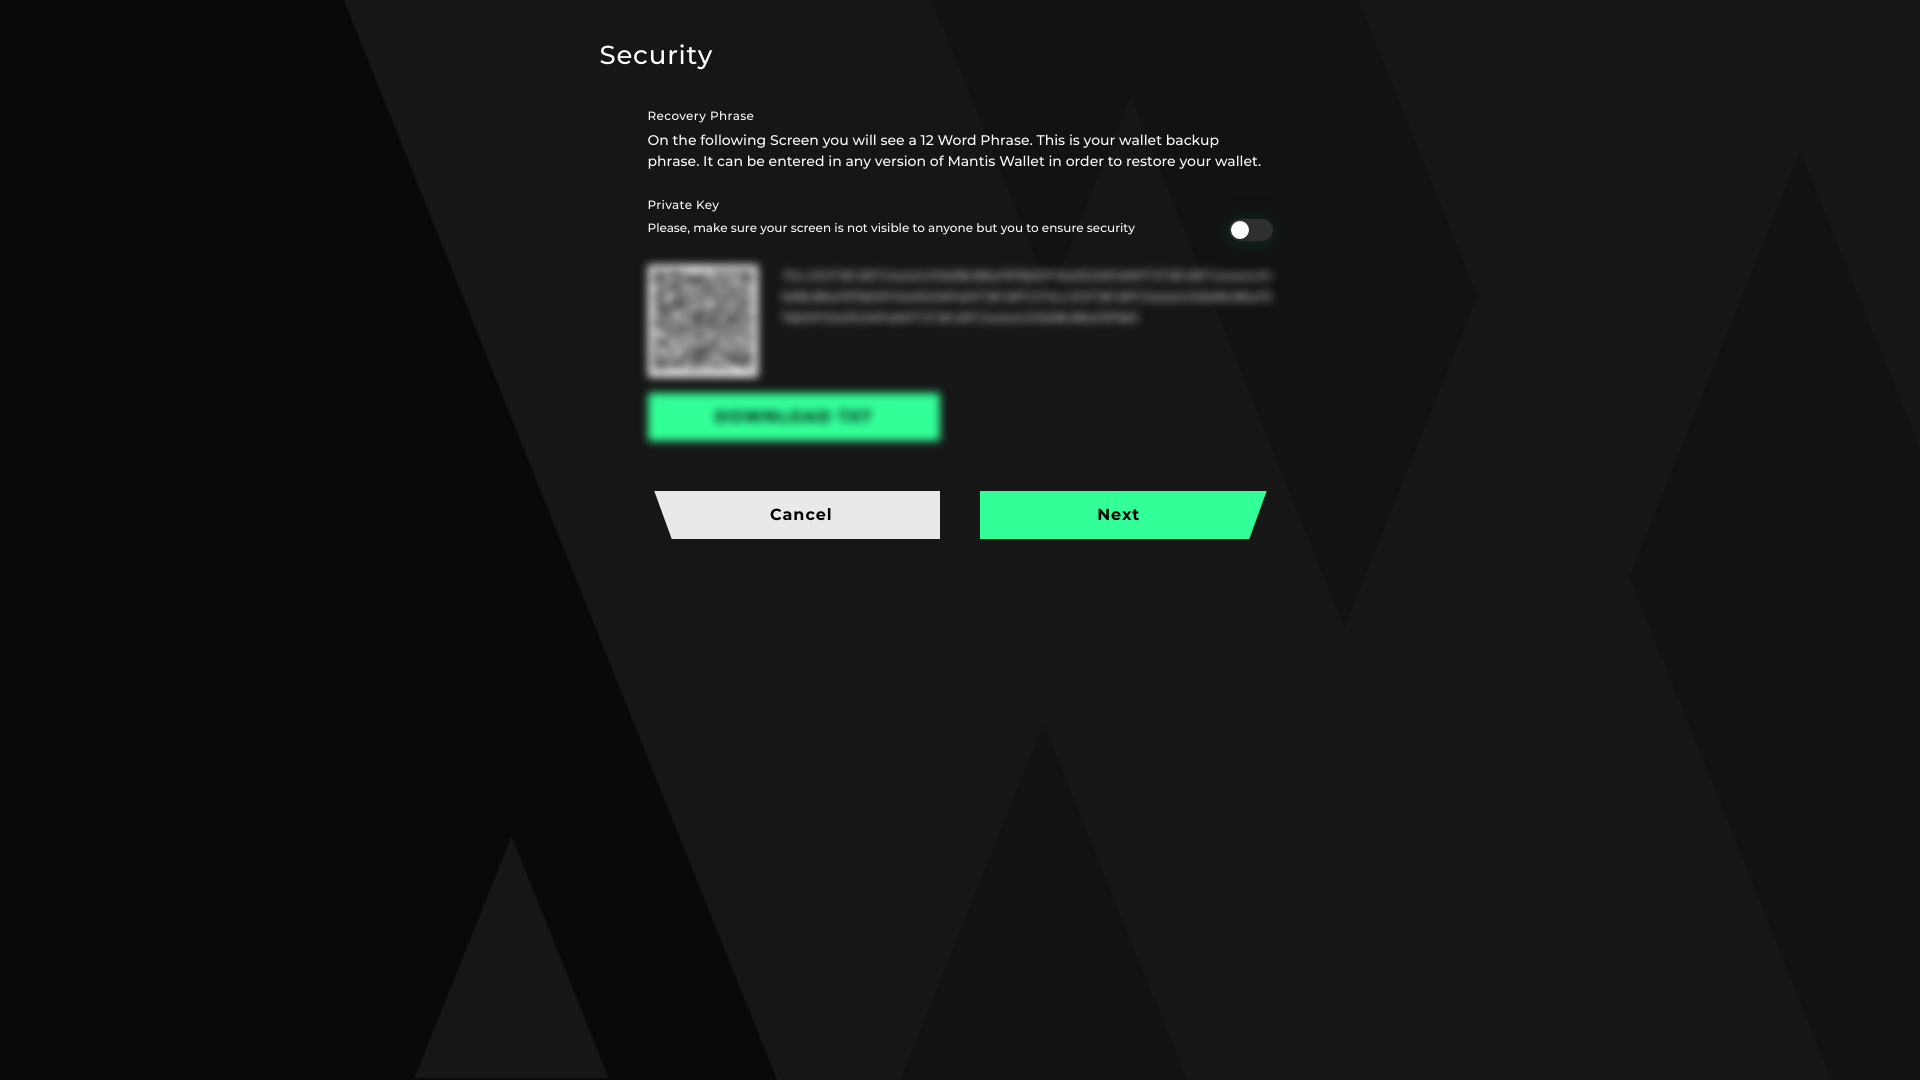 Security
Recovery Phrase
On the following Screen you will see a 12 Word Phrase. This is your wallet backup
phrase. It can be entered in any version of Mantis Wallet in order to restore your wallet.
Private Key
Please, make sure your screen is not visible to anyone but you to ensure security
DOWNLOAD TXT
Cancel
Next